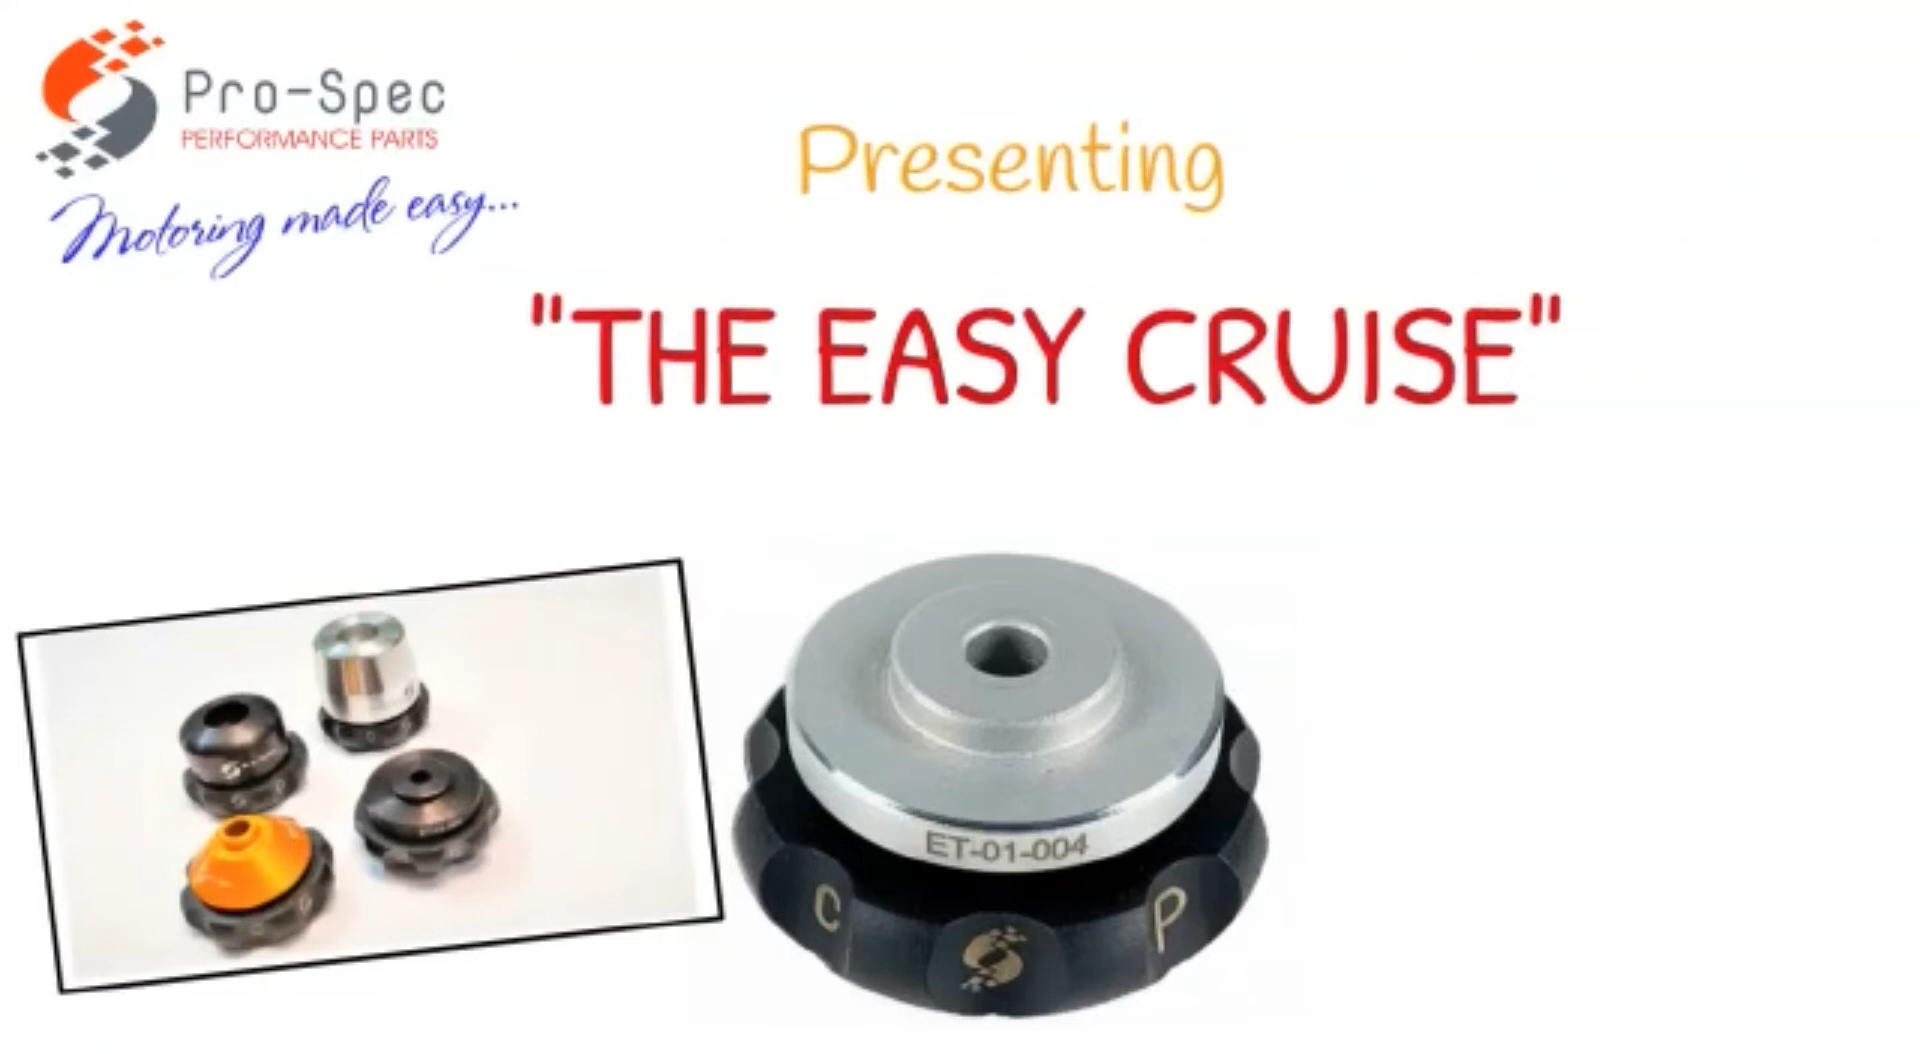 Pro-Spec
PERFORMANCE PARTS
Motoring made easy...
Presenting
"THE EASY CRUISE"
ET-01-004
C
P